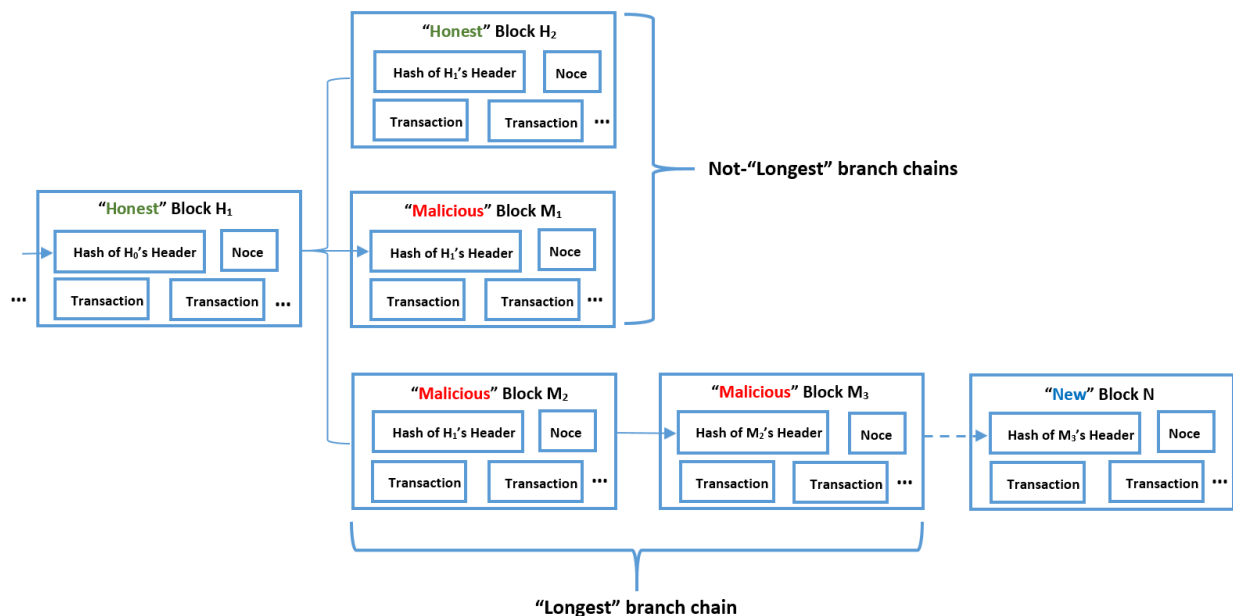 “Honest” Block H₂
Hash of H₁’s Header
Noce
Transaction
Transaction
...
Not-“Longest” branch chains
“Honest” Block H₁
Hash of H₀’s Header
Noce
...
Transaction
Transaction
...
“Malicious” Block M₁
Hash of H₁’s Header
Noce
Transaction
Transaction
...
“Malicious” Block M₂
Hash of H₁’s Header
Noce
Transaction
Transaction
...
“Malicious” Block M₃
Hash of M₂’s Header
Noce
Transaction
Transaction
...
“New” Block N
Hash of M₃’s Header
Noce
Transaction
Transaction
...
“Longest” branch chain